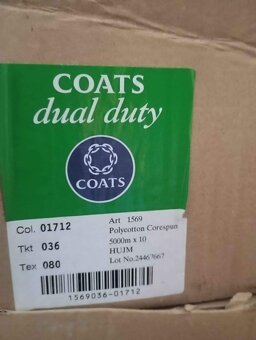 COATS
dual duty
COATS
Col. 01712
Tkt 036
Tex 080
Art 1569
Polycotton Corespun
5000m x 10
HUJM
Lot No.24467667
1569036-01712